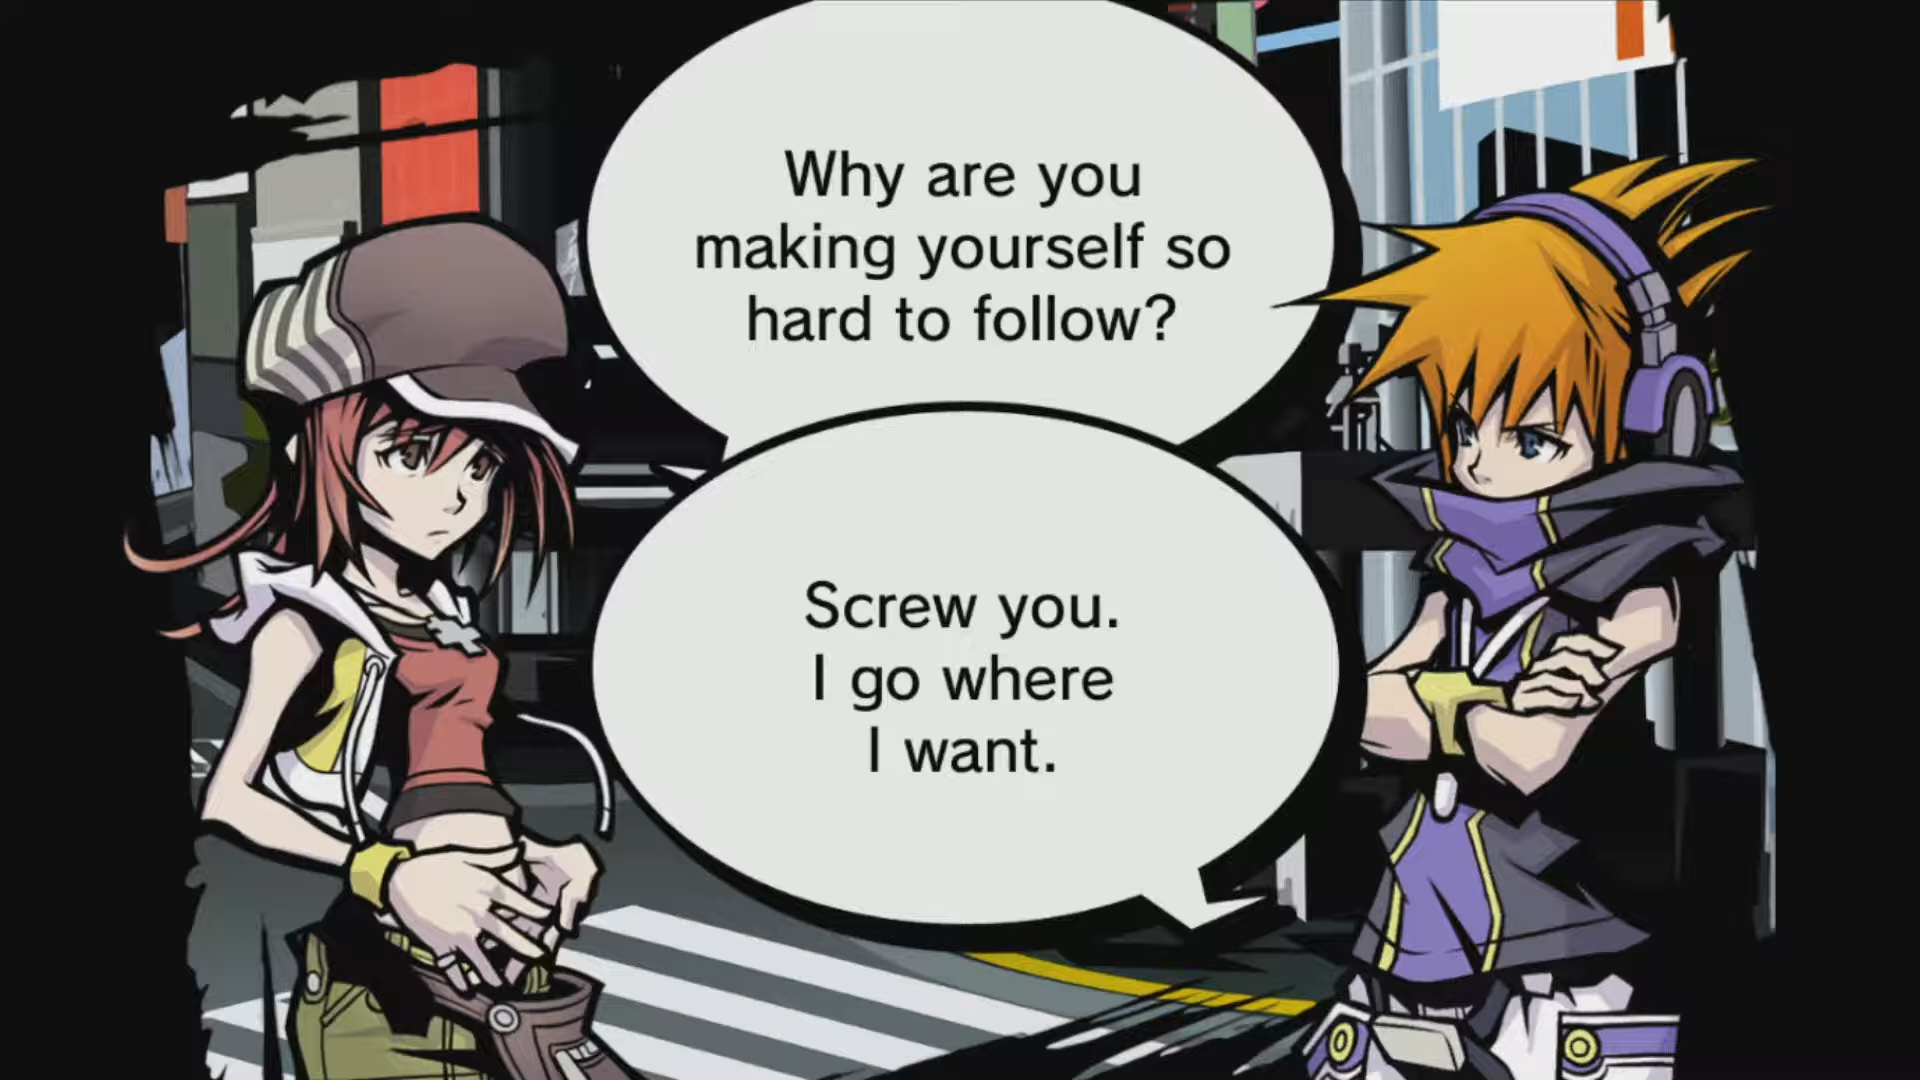 Why are you
making yourself so
hard to follow?
Screw you.
I go where
I want.